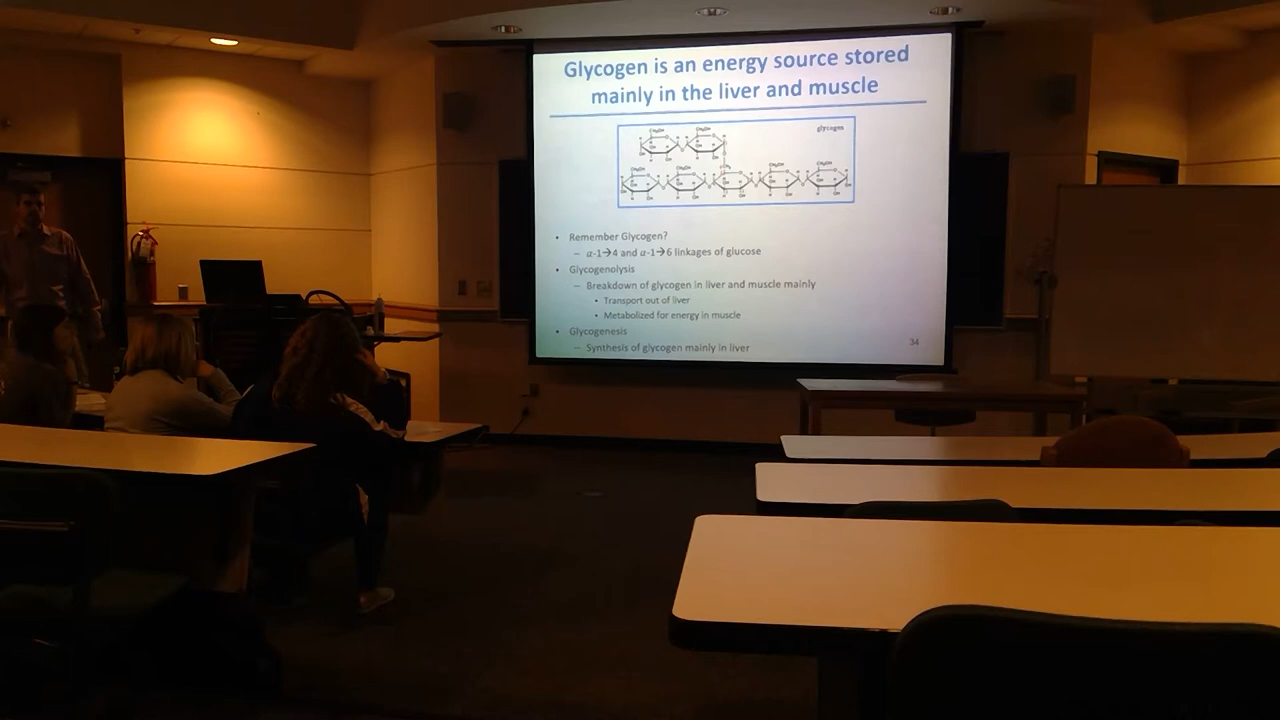 Glycogen is an energy source stored
mainly in the liver and muscle
glycogen
• Remember Glycogen?
– α-1→4 and α-1→6 linkages of glucose
• Glycogenolysis
– Breakdown of glycogen in liver and muscle mainly
• Transport out of liver
• Metabolized for energy in muscle
• Glycogenesis
– Synthesis of glycogen mainly in liver
34